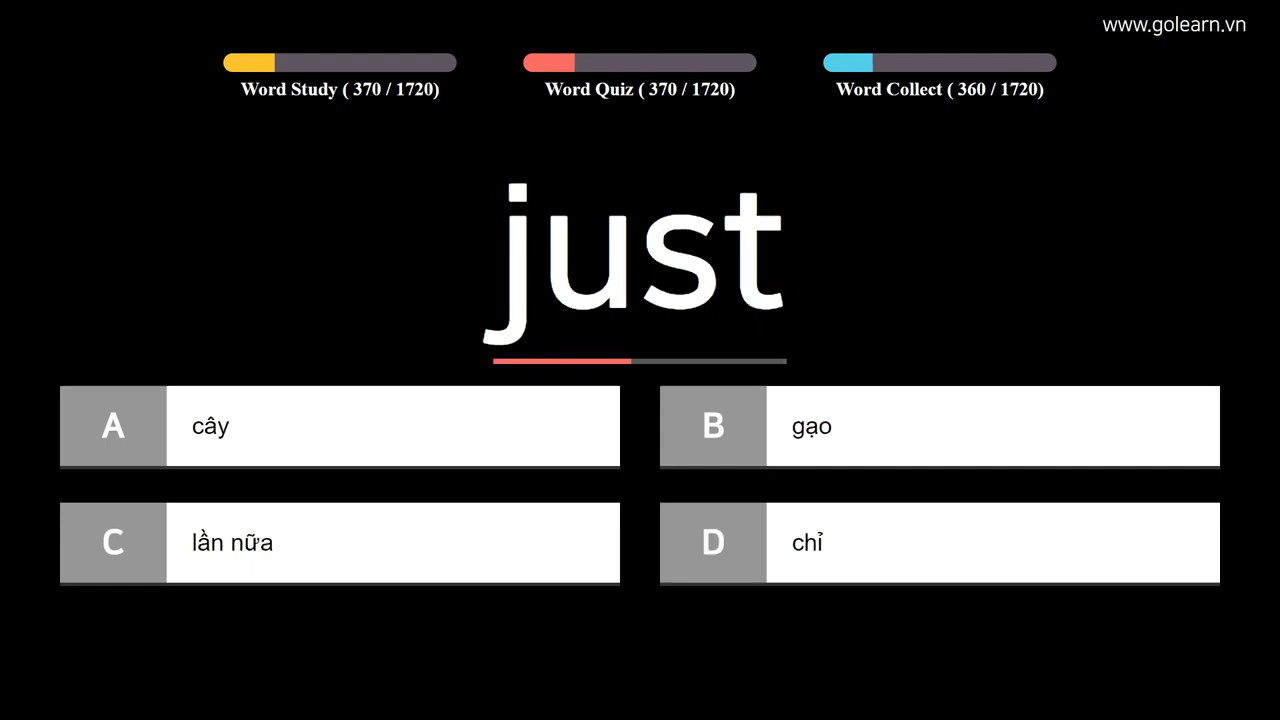 www.golearn.vn
Word Study ( 370 / 1720)
Word Quiz ( 370 / 1720)
Word Collect ( 360 / 1720)
just
A cây
B gạo
C lần nữa
D chỉ